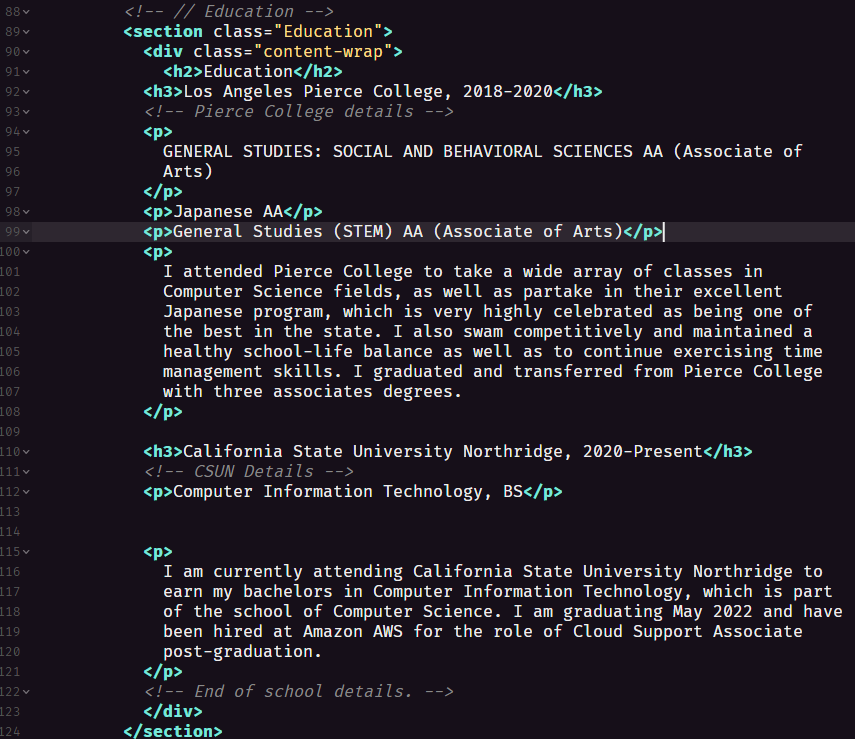 88 <!-- // Education -->
89 <section class="Education">
90 <div class="content-wrap">
91 <h2>Education</h2>
92 <h3>Los Angeles Pierce College, 2018-2020</h3>
93 <!-- Pierce College details -->
94 <p>
95 GENERAL STUDIES: SOCIAL AND BEHAVIORAL SCIENCES AA (Associate of
96 Arts)
97 </p>
98 <p>Japanese AA</p>
99 <p>General Studies (STEM) AA (Associate of Arts)</p>
100 <p>
101 I attended Pierce College to take a wide array of classes in
102 Computer Science fields, as well as partake in their excellent
103 Japanese program, which is very highly celebrated as being one of
104 the best in the state. I also swam competitively and maintained a
105 healthy school-life balance as well as to continue exercising time
106 management skills. I graduated and transferred from Pierce College
107 with three associates degrees.
108 </p>
109
110 <h3>California State University Northridge, 2020-Present</h3>
111 <!-- CSUN Details -->
112 <p>Computer Information Technology, BS</p>
113
114
115 <p>
116 I am currently attending California State University Northridge to
117 earn my bachelors in Computer Information Technology, which is part
118 of the school of Computer Science. I am graduating May 2022 and have
119 been hired at Amazon AWS for the role of Cloud Support Associate
120 post-graduation.
121 </p>
122 <!-- End of school details. -->
123 </div>
124 </section>